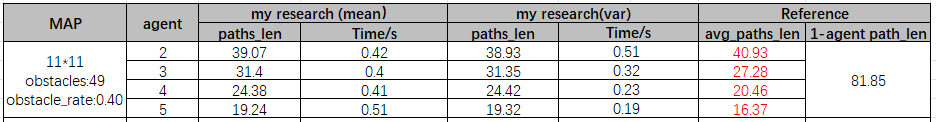 MAP agent my research (mean) my research(var) Reference
paths_len Time/s paths_len Time/s avg_paths_len 1-agent path_len
11*11
obstacles:49
obstacle_rate:0.40
2 39.07 0.42 38.93 0.51 40.93
3 31.4 0.4 31.35 0.32 27.28
4 24.38 0.41 24.42 0.23 20.46
5 19.24 0.51 19.32 0.19 16.37
81.85